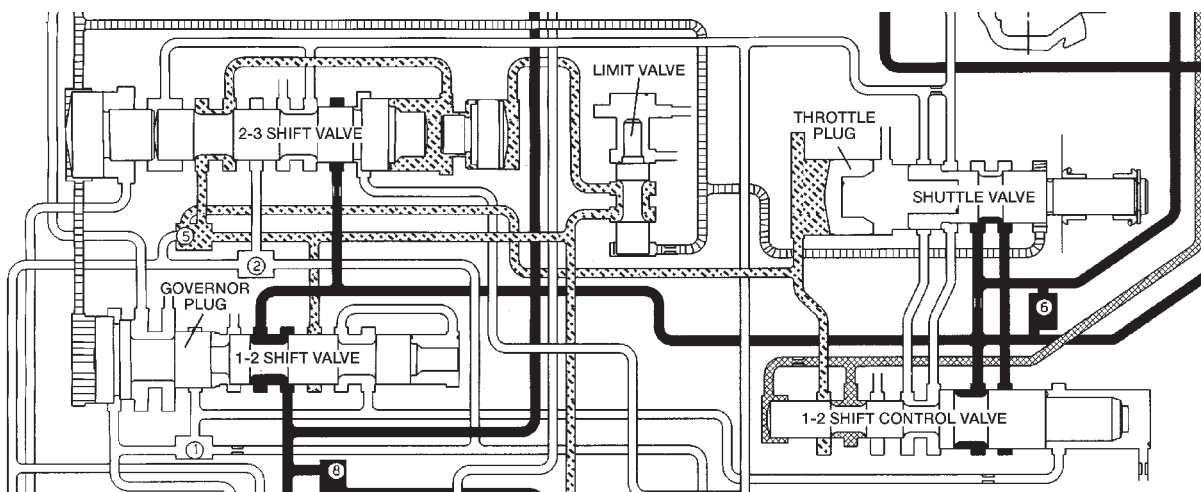 LIMIT VALVE
2-3 SHIFT VALVE
THROTTLE
PLUG
SHUTTLE VALVE
5
2
GOVERNOR
PLUG
6
1-2 SHIFT VALVE
1-2 SHIFT CONTROL VALVE
1
8